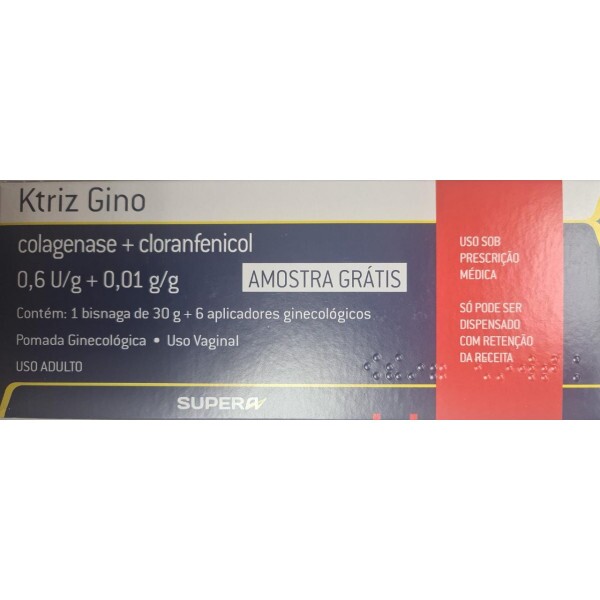 Ktriz Gino
colagenase + cloranfenicol
0,6 U/g + 0,01 g/g
AMOSTRA GRÁTIS
Contém: 1 bisnaga de 30 g + 6 aplicadores ginecológicos
Pomada Ginecológica • Uso Vaginal
USO ADULTO
SUPERA
USO SOB
PRESCRIÇÃO
MÉDICA
SÓ PODE SER
DISPENSADO
COM RETENÇÃO
DA RECEITA